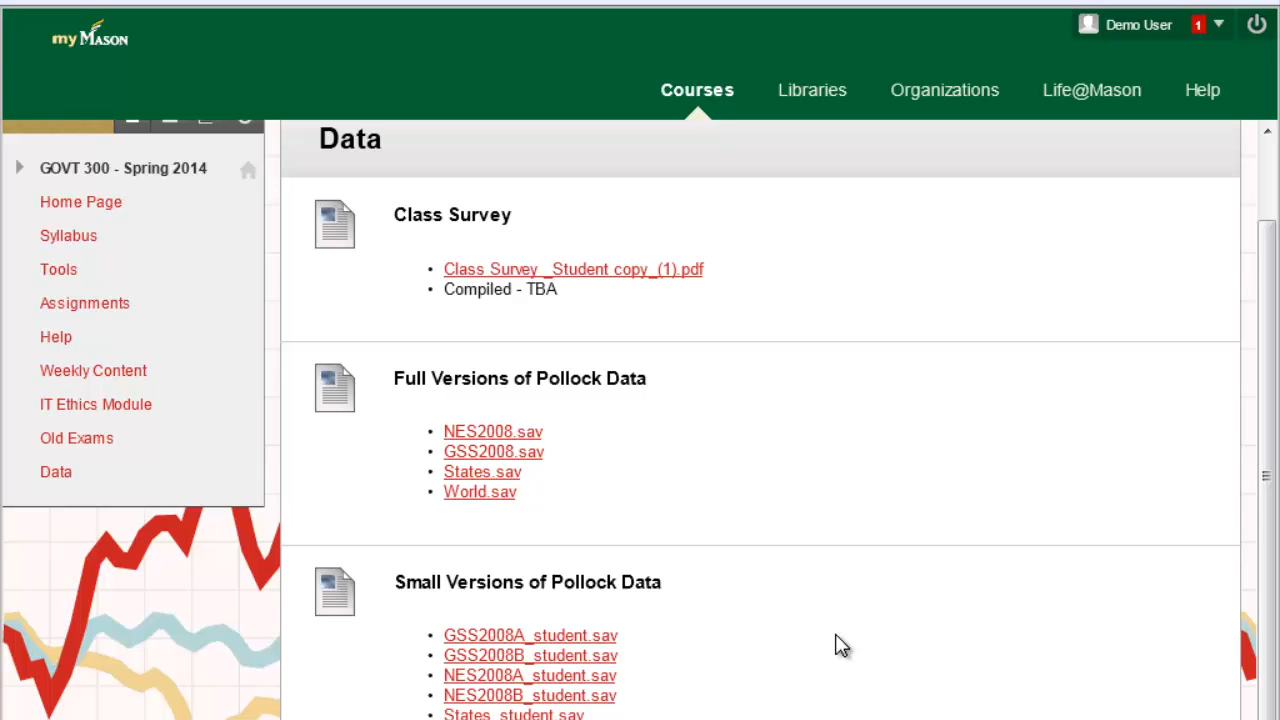 my MASON
Demo User 1
Courses Libraries Organizations Life@Mason Help
Data
GOVT 300 - Spring 2014
Home Page
Syllabus
Tools
Assignments
Help
Weekly Content
IT Ethics Module
Old Exams
Data
Class Survey
• Class Survey _Student copy_(1).pdf
• Compiled - TBA
Full Versions of Pollock Data
• NES2008.sav
• GSS2008.sav
• States.sav
• World.sav
Small Versions of Pollock Data
• GSS2008A_student.sav
• GSS2008B_student.sav
• NES2008A_student.sav
• NES2008B_student.sav
• States_student.sav